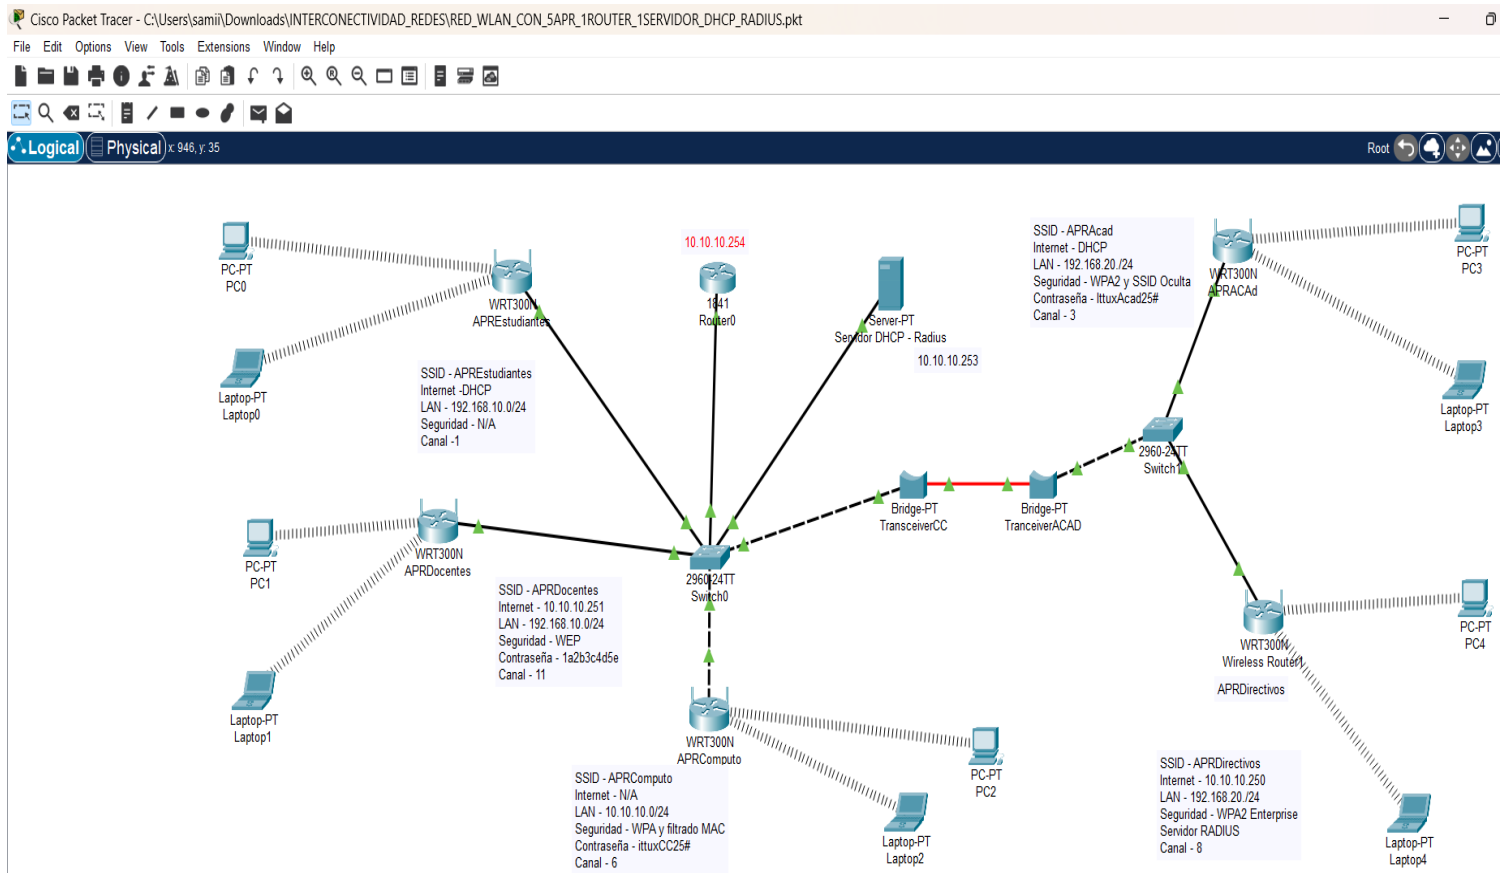 Cisco Packet Tracer - C:\Users\samii\Downloads\INTERCONECTIVIDAD_REDES\RED_WLAN_CON_5APR_1ROUTER_1SERVIDOR_DHCP_RADIUS.pkt
File Edit Options View Tools Extensions Window Help
Logical Physical x: 946, y: 35 Root
PC-PT
PC0
WRT300N
APREstudiantes
Laptop-PT
Laptop0
SSID - APREstudiantes
Internet -DHCP
LAN - 192.168.10.0/24
Seguridad - N/A
Canal -1
10.10.10.254
1841
Router0
Server-PT
Servidor DHCP - Radius
10.10.10.253
SSID - APRAcad
Internet - DHCP
LAN - 192.168.20./24
Seguridad - WPA2 y SSID Oculta
Contraseña - IttuxAcad25#
Canal - 3
WRT300N
APRACAd
PC-PT
PC3
Laptop-PT
Laptop3
2960-24TT
Switch1
Bridge-PT
TransceiverCC
Bridge-PT
TranceiverACAD
PC-PT
PC1
WRT300N
APRDocentes
Laptop-PT
Laptop1
SSID - APRDocentes
Internet - 10.10.10.251
LAN - 192.168.10.0/24
Seguridad - WEP
Contraseña - 1a2b3c4d5e
Canal - 11
2960-24TT
Switch0
WRT300N
APRComputo
SSID - APRComputo
Internet - N/A
LAN - 10.10.10.0/24
Seguridad - WPA y filtrado MAC
Contraseña - ittuxCC25#
Canal - 6
PC-PT
PC2
Laptop-PT
Laptop2
WRT300N
Wireless Router1
APRDirectivos
PC-PT
PC4
SSID - APRDirectivos
Internet - 10.10.10.250
LAN - 192.168.20./24
Seguridad - WPA2 Enterprise
Servidor RADIUS
Canal - 8
Laptop-PT
Laptop4